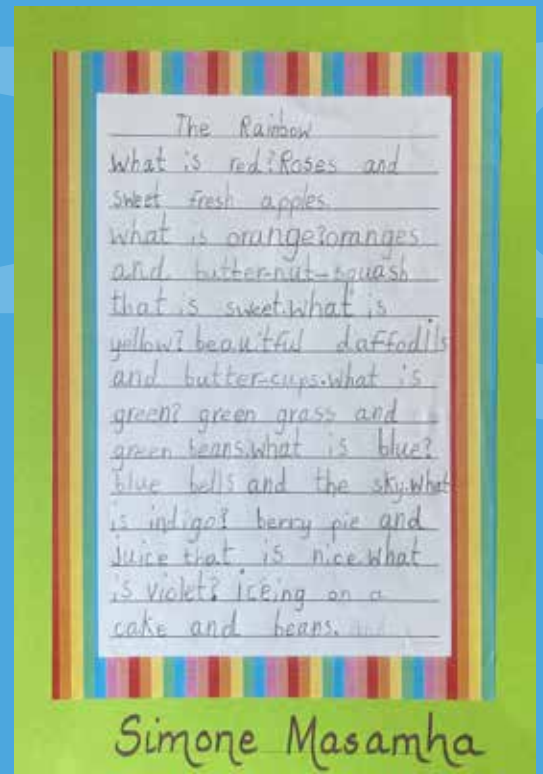 The Rainbow
What is red? Roses and
sweet fresh apples.
What is orange?oranges
and butter-nut-squash
that is sweet.what is
yellow? beautful daffodils
and butter-cups.what is
green? green grass and
green beans.what is blue?
blue bells and the sky.What
is indigo? berry pie and
Juice that is nice.what
is violet? iceing on a
cake and beans.
Simone Masamha